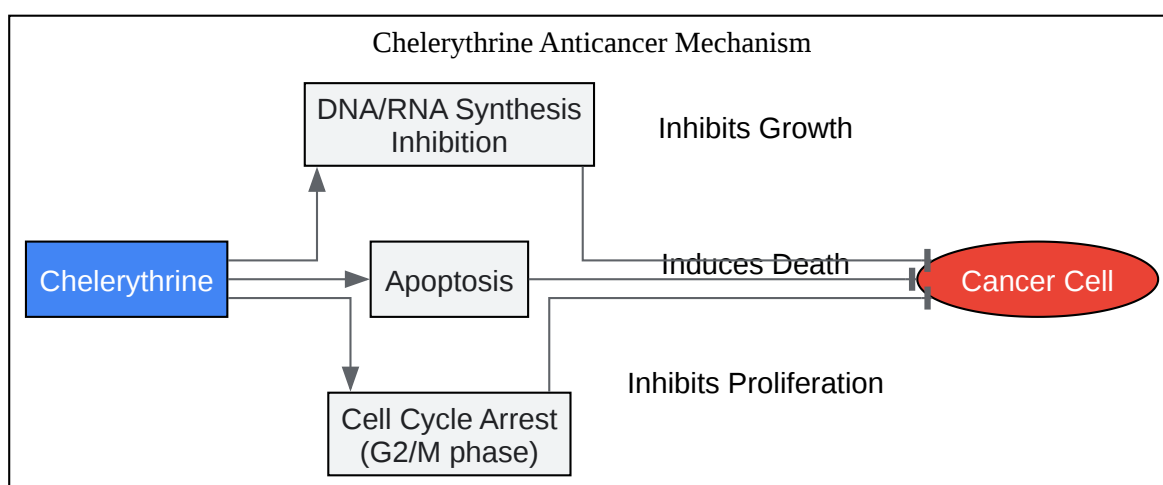 Chelerythrine Anticancer Mechanism
DNA/RNA Synthesis
Inhibition
Inhibits Growth
Chelerythrine
Apoptosis
Induces Death
Cancer Cell
Inhibits Proliferation
Cell Cycle Arrest
(G2/M phase)